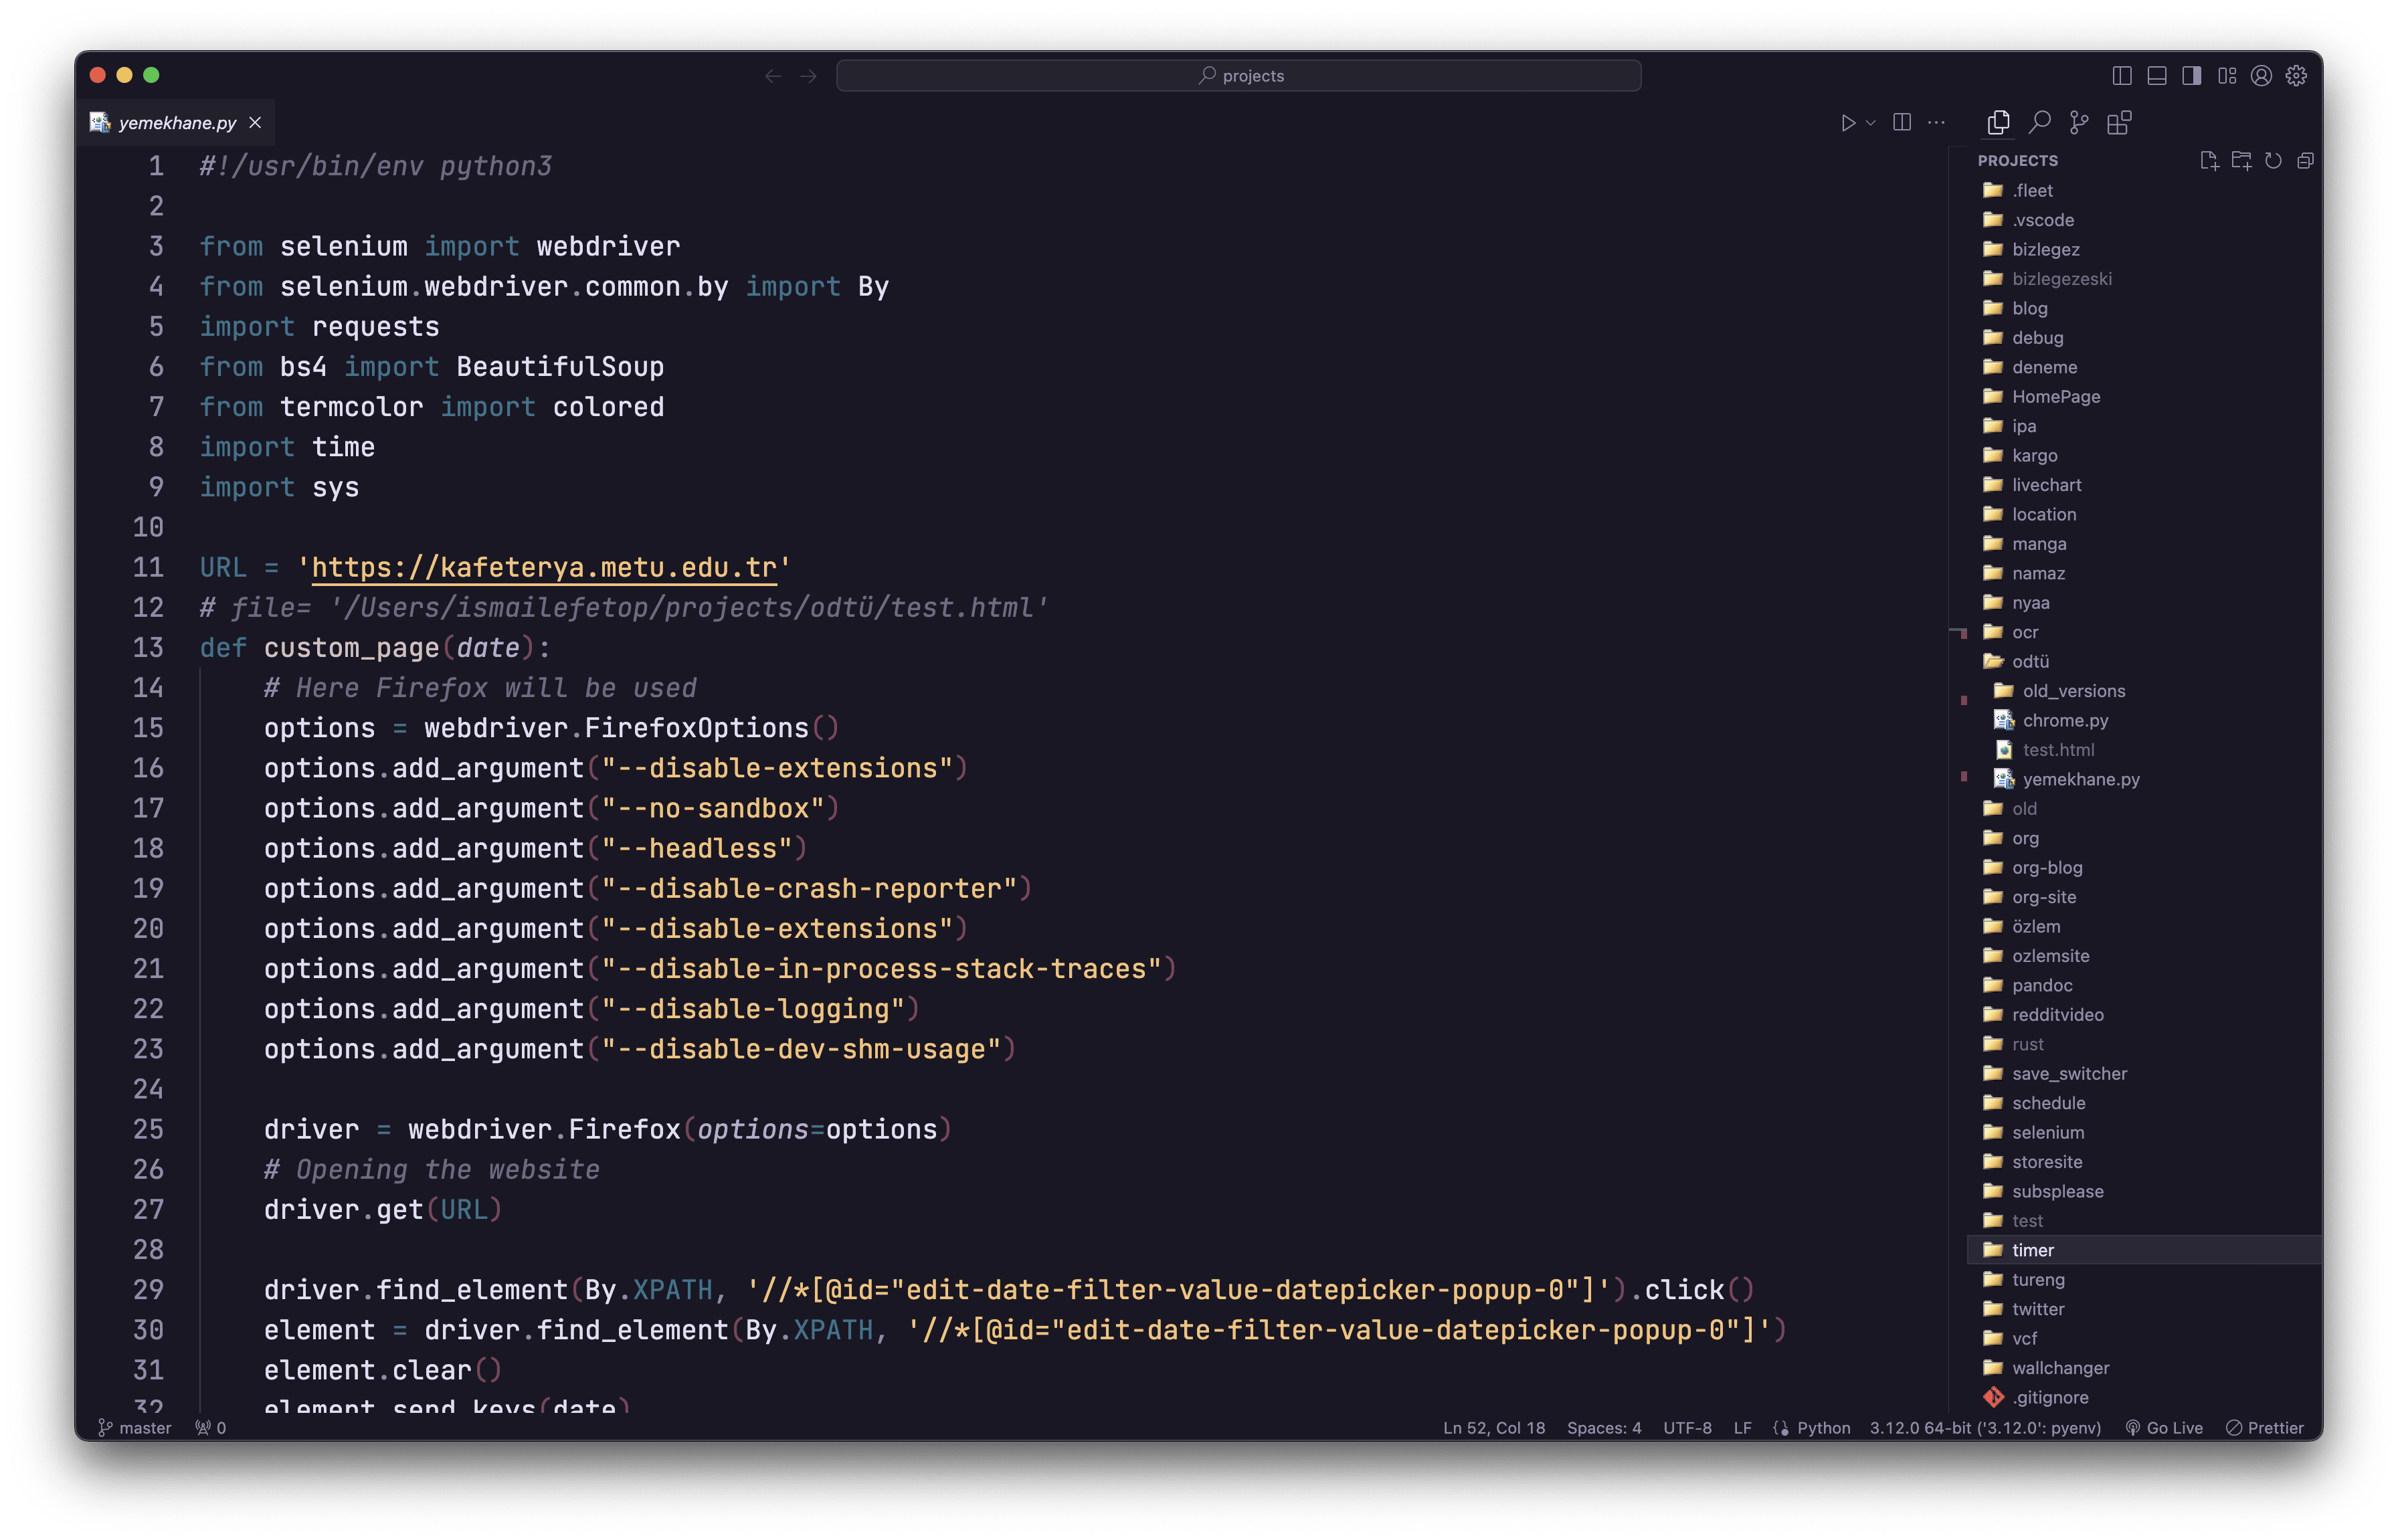 projects
yemekhane.py
1 #!/usr/bin/env python3
2
3 from selenium import webdriver
4 from selenium.webdriver.common.by import By
5 import requests
6 from bs4 import BeautifulSoup
7 from termcolor import colored
8 import time
9 import sys
10
11 URL = 'https://kafeterya.metu.edu.tr'
12 # file= '/Users/ismailefetop/projects/odtü/test.html'
13 def custom_page(date):
14     # Here Firefox will be used
15     options = webdriver.FirefoxOptions()
16     options.add_argument("--disable-extensions")
17     options.add_argument("--no-sandbox")
18     options.add_argument("--headless")
19     options.add_argument("--disable-crash-reporter")
20     options.add_argument("--disable-extensions")
21     options.add_argument("--disable-in-process-stack-traces")
22     options.add_argument("--disable-logging")
23     options.add_argument("--disable-dev-shm-usage")
24
25     driver = webdriver.Firefox(options=options)
26     # Opening the website
27     driver.get(URL)
28
29     driver.find_element(By.XPATH, '//*[@id="edit-date-filter-value-datepicker-popup-0"]').click()
30     element = driver.find_element(By.XPATH, '//*[@id="edit-date-filter-value-datepicker-popup-0"]')
31     element.clear()
32     element.send_keys(date)
PROJECTS
.fleet
.vscode
bizlegez
bizlegezeski
blog
debug
deneme
HomePage
ipa
kargo
livechart
location
manga
namaz
nyaa
ocr
odtü
old_versions
chrome.py
test.html
yemekhane.py
old
org
org-blog
org-site
özlem
ozlemsite
pandoc
redditvideo
rust
save_switcher
schedule
selenium
storesite
subsplease
test
timer
tureng
twitter
vcf
wallchanger
.gitignore
master 0 Ln 52, Col 18 Spaces: 4 UTF-8 LF Python 3.12.0 64-bit ('3.12.0': pyenv) Go Live Prettier